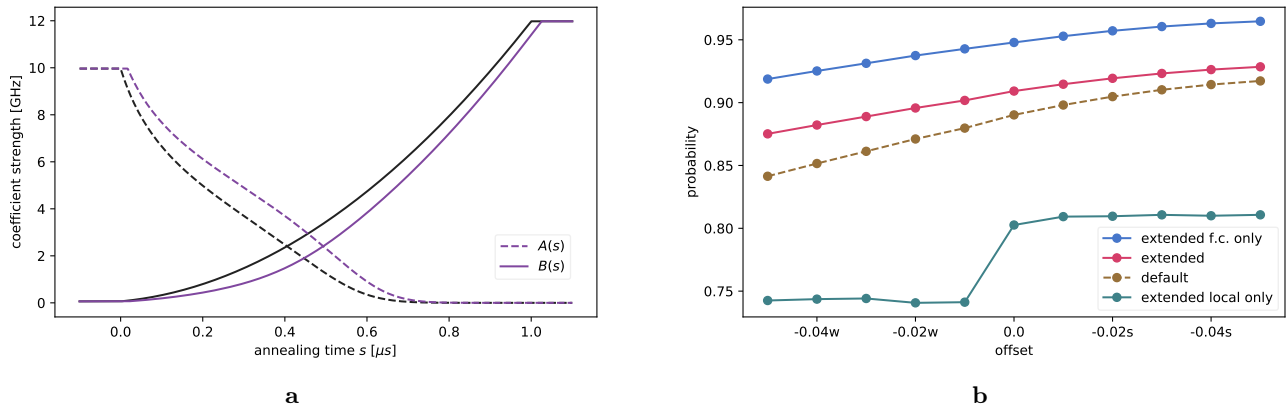 12
10
8
6
4
2
0
coefficient strength [GHz]
0.0
0.2
0.4
0.6
0.8
1.0
annealing time s [μs]
A(s)
B(s)
a
0.95
0.90
0.85
0.80
0.75
probability
-0.04w
-0.02w
0.0
-0.02s
-0.04s
offset
extended f.c. only
extended
default
extended local only
b